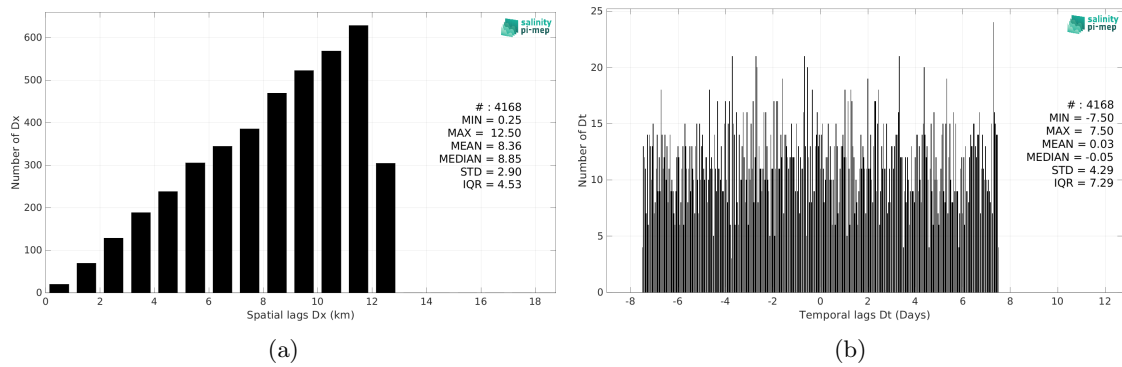 salinity
pi-mep
600
500
400
300
200
100
0
Number of Dx
# : 4168
MIN = 0.25
MAX = 12.50
MEAN = 8.36
MEDIAN = 8.85
STD = 2.90
IQR = 4.53
0 2 4 6 8 10 12 14 16 18
Spatial lags Dx (km)
(a)
salinity
pi-mep
25
20
15
10
5
0
Number of Dt
# : 4168
MIN = -7.50
MAX = 7.50
MEAN = 0.03
MEDIAN = -0.05
STD = 4.29
IQR = 7.29
-8 -6 -4 -2 0 2 4 6 8 10 12
Temporal lags Dt (Days)
(b)